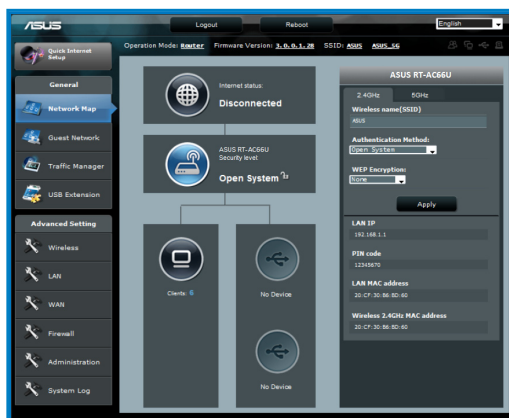 ASUS
Logout
Reboot
English
Quick Internet
Setup
Operation Mode: Router Firmware Version: 3.0.0.1.28 SSID: ASUS ASUS_5G
General
Network Map
Guest Network
Traffic Manager
USB Extension
Advanced Setting
Wireless
LAN
WAN
Firewall
Administration
System Log
Internet status:
Disconnected
ASUS RT-AC66U
Security level:
Open System
Clients: 6
No Device
No Device
ASUS RT-AC66U
2.4GHz
5GHz
Wireless name(SSID)
ASUS
Authentication Method:
Open System
WEP Encryption:
None
Apply
LAN IP
192.168.1.1
PIN code
12345670
LAN MAC address
20:CF:30:B6:BD:60
Wireless 2.4GHz MAC address
20:CF:30:B6:BD:60